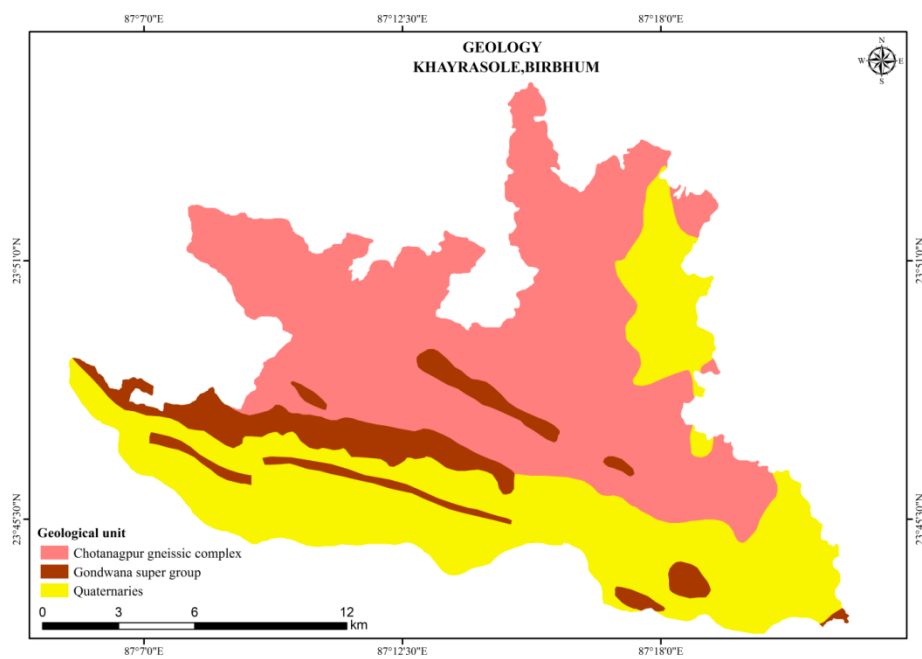 87°7'0"E 87°12'30"E 87°18'0"E
GEOLOGY
KHAYRASOLE,BIRBHUM
N
W E
S
23°51'0"N 23°51'0"N
23°45'30"N 23°45'30"N
Geological unit
Chotanagpur gneissic complex
Gondwana super group
Quaternaries
0 3 6 12
km
87°7'0"E 87°12'30"E 87°18'0"E